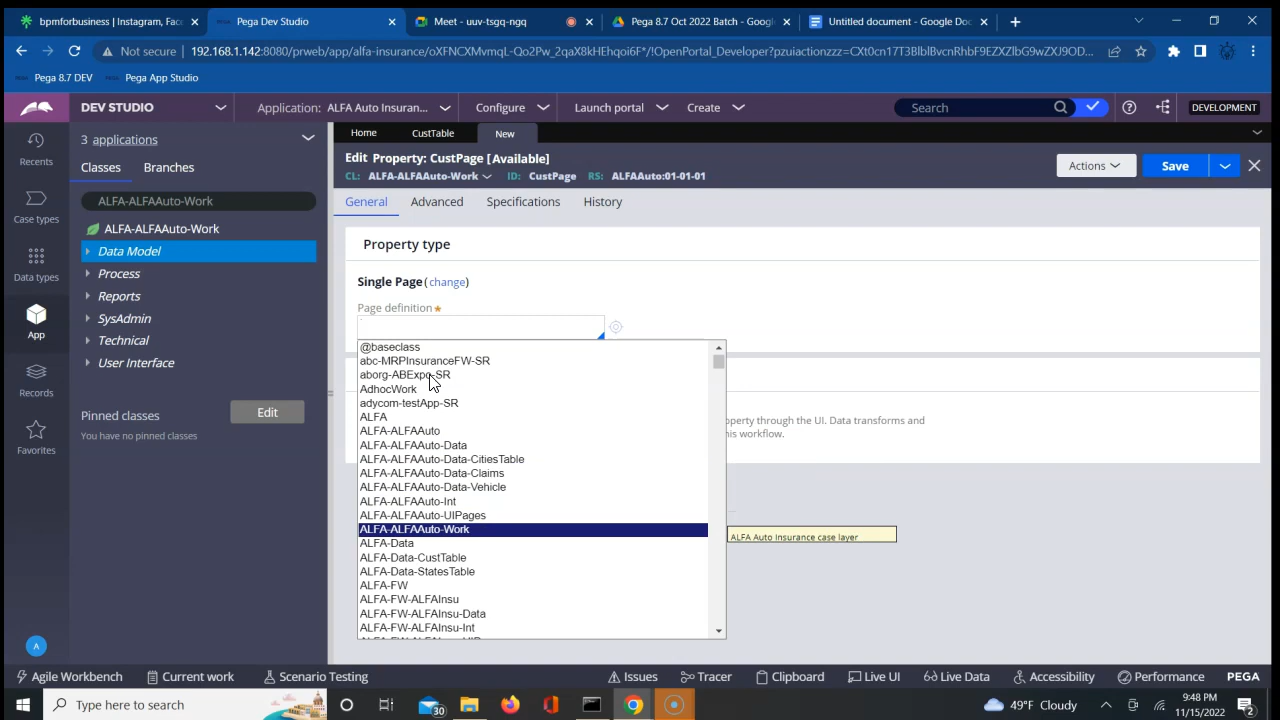 bpmforbusiness | Instagram, Fac
Pega Dev Studio
Meet - uuv-tsgq-ngq
Pega 8.7 Oct 2022 Batch - Googl
Untitled document - Google Doc
Not secure
192.168.1.142:8080/prweb/app/alfa-insurance/oXFNCXMvmqL-Qo2Pw_2qaX8kHEhqoi6F*/!OpenPortal_Developer?pzuiactionzzz=CXt0cn17T3BlblBvcnRhbF9EZXZlbG9wZXJ9OD...
Pega 8.7 DEV
Pega App Studio
DEV STUDIO
Application: ALFA Auto Insuran...
Configure
Launch portal
Create
Search
DEVELOPMENT
Recents
Case types
Data types
App
Records
Favorites
A
3 applications
Classes
Branches
ALFA-ALFAAuto-Work
ALFA-ALFAAuto-Work
Data Model
Process
Reports
SysAdmin
Technical
User Interface
Pinned classes
Edit
You have no pinned classes
Home
CustTable
New
Edit Property: CustPage [Available]
CL: ALFA-ALFAAuto-Work
ID: CustPage
RS: ALFAAuto:01-01-01
Actions
Save
General
Advanced
Specifications
History
Property type
Single Page (change)
Page definition
@baseclass
abc-MRPInsuranceFW-SR
aborg-ABExpo-SR
AdhocWork
adycom-testApp-SR
ALFA
ALFA-ALFAAuto
ALFA-ALFAAuto-Data
ALFA-ALFAAuto-Data-CitiesTable
ALFA-ALFAAuto-Data-Claims
ALFA-ALFAAuto-Data-Vehicle
ALFA-ALFAAuto-Int
ALFA-ALFAAuto-UIPages
ALFA-ALFAAuto-Work
ALFA-Data
ALFA-Data-CustTable
ALFA-Data-StatesTable
ALFA-FW
ALFA-FW-ALFAInsu
ALFA-FW-ALFAInsu-Data
ALFA-FW-ALFAInsu-Int
operty through the UI. Data transforms and
his workflow.
ALFA Auto Insurance case layer
Agile Workbench
Current work
Scenario Testing
Issues
Tracer
Clipboard
Live UI
Live Data
Accessibility
Performance
PEGA
Type here to search
30
49°F Cloudy
9:48 PM
11/15/2022
2